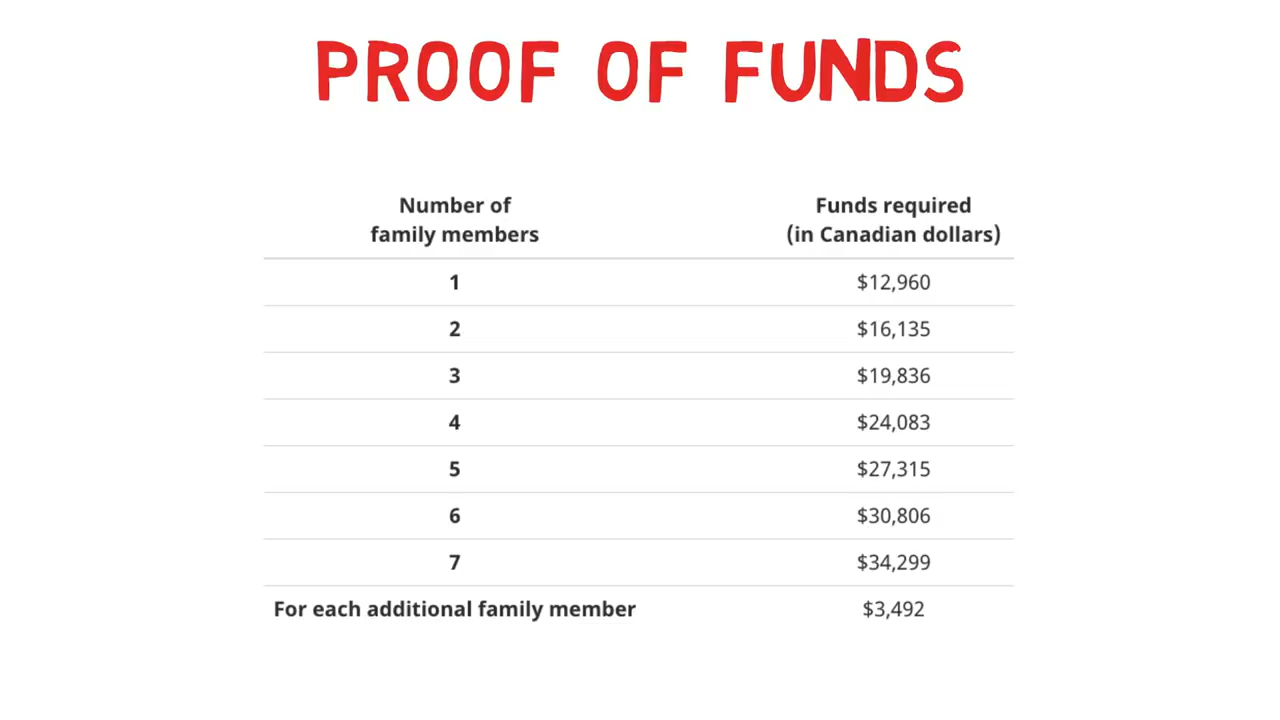 PROOF OF FUNDS
Number of family members Funds required (in Canadian dollars)
1 $12,960
2 $16,135
3 $19,836
4 $24,083
5 $27,315
6 $30,806
7 $34,299
For each additional family member $3,492